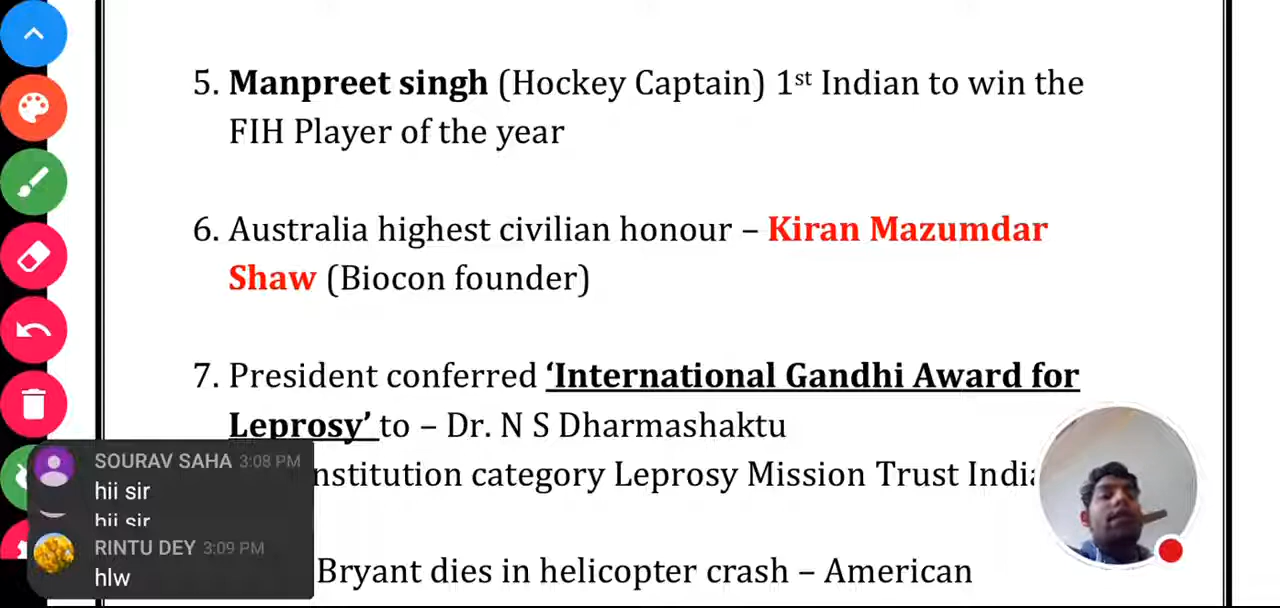 5. Manpreet singh (Hockey Captain) 1st Indian to win the
FIH Player of the year
6. Australia highest civilian honour – Kiran Mazumdar
Shaw (Biocon founder)
7. President conferred ‘International Gandhi Award for
Leprosy’ to – Dr. N S Dharmashaktu
nstitution category Leprosy Mission Trust India
Bryant dies in helicopter crash – American
SOURAV SAHA 3:08 PM
hii sir
hii sir
RINTU DEY 3:09 PM
hlw